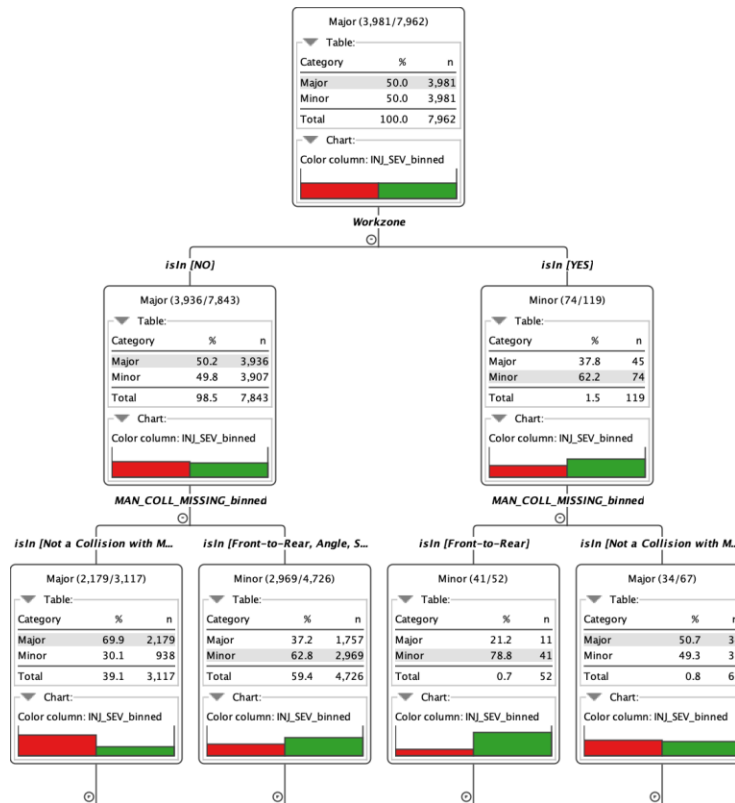 Major (3,981/7,962)
Table:
Category % n
Major 50.0 3,981
Minor 50.0 3,981
Total 100.0 7,962
Chart:
Color column: INJ_SEV_binned
Workzone
isIn [NO]
isIn [YES]
Major (3,936/7,843)
Table:
Category % n
Major 50.2 3,936
Minor 49.8 3,907
Total 98.5 7,843
Chart:
Color column: INJ_SEV_binned
MAN_COLL_MISSING_binned
Minor (74/119)
Table:
Category % n
Major 37.8 45
Minor 62.2 74
Total 1.5 119
Chart:
Color column: INJ_SEV_binned
MAN_COLL_MISSING_binned
isIn [Not a Collision with M...
isIn [Front-to-Rear, Angle, S...
isIn [Front-to-Rear]
isIn [Not a Collision with M...
Major (2,179/3,117)
Table:
Category % n
Major 69.9 2,179
Minor 30.1 938
Total 39.1 3,117
Chart:
Color column: INJ_SEV_binned
Minor (2,969/4,726)
Table:
Category % n
Major 37.2 1,757
Minor 62.8 2,969
Total 59.4 4,726
Chart:
Color column: INJ_SEV_binned
Minor (41/52)
Table:
Category % n
Major 21.2 11
Minor 78.8 41
Total 0.7 52
Chart:
Color column: INJ_SEV_binned
Major (34/67)
Table:
Category % n
Major 50.7 3
Minor 49.3 3
Total 0.8 6
Chart:
Color column: INJ_SEV_binned